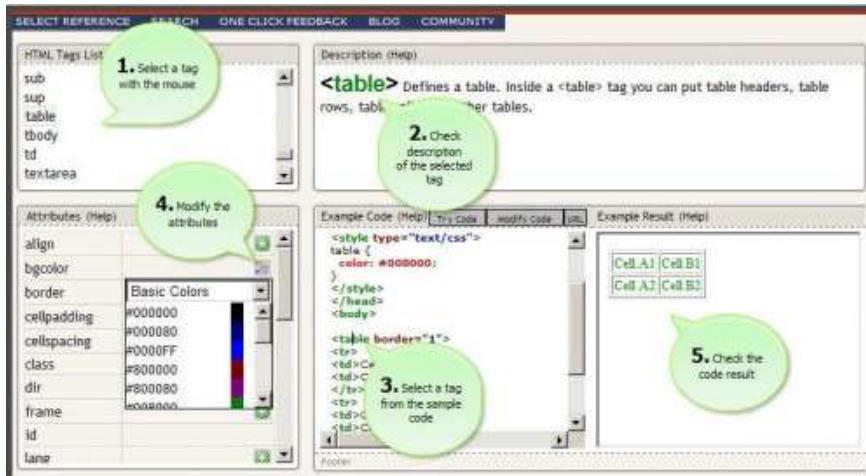 SELECT REFERENCE SEARCH ONE CLICK FEEDBACK BLOG COMMUNITY
HTML Tags List
sub
sup
table
tbody
td
textarea
1. Select a tag
with the mouse
Description (Help)
<table> Defines a table. Inside a <table> tag you can put table headers, table
rows, other tables.
2. Check
description
of the selected
tag
Attributes (Help)
align
bgcolor
border
cellpadding
cellspacing
class
dir
frame
id
lang
4. Modify the
attributes
Basic Colors
#000000
#000080
#0000FF
#800000
#800080
#008000
Example Code (Help) Try Code Modify Code URL
<style type="text/css">
table {
color: #000000;
}
</style>
</head>
<body>
<table border="1">
<tr>
<td>Ce
<td>C
</tr>
<tr>
<td>C
<td>C
3. Select a tag
from the sample
code
Example Result (Help)
Cell A1 Cell B1
Cell A2 Cell B2
5. Check the
code result
Footer